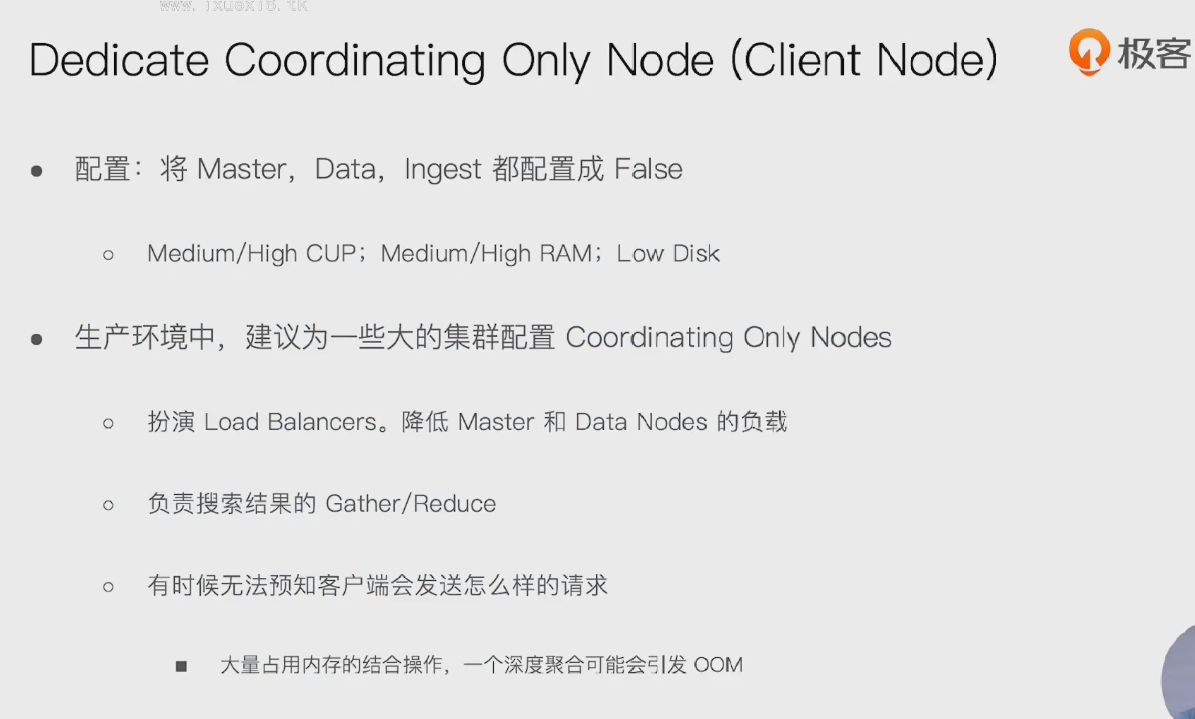 www. ixuexi6. tk
Dedicate Coordinating Only Node (Client Node)
极客
配置：将 Master，Data，Ingest 都配置成 False
Medium/High CUP；Medium/High RAM；Low Disk
生产环境中，建议为一些大的集群配置 Coordinating Only Nodes
扮演 Load Balancers。降低 Master 和 Data Nodes 的负载
负责搜索结果的 Gather/Reduce
有时候无法预知客户端会发送怎么样的请求
大量占用内存的结合操作，一个深度聚合可能会引发 OOM